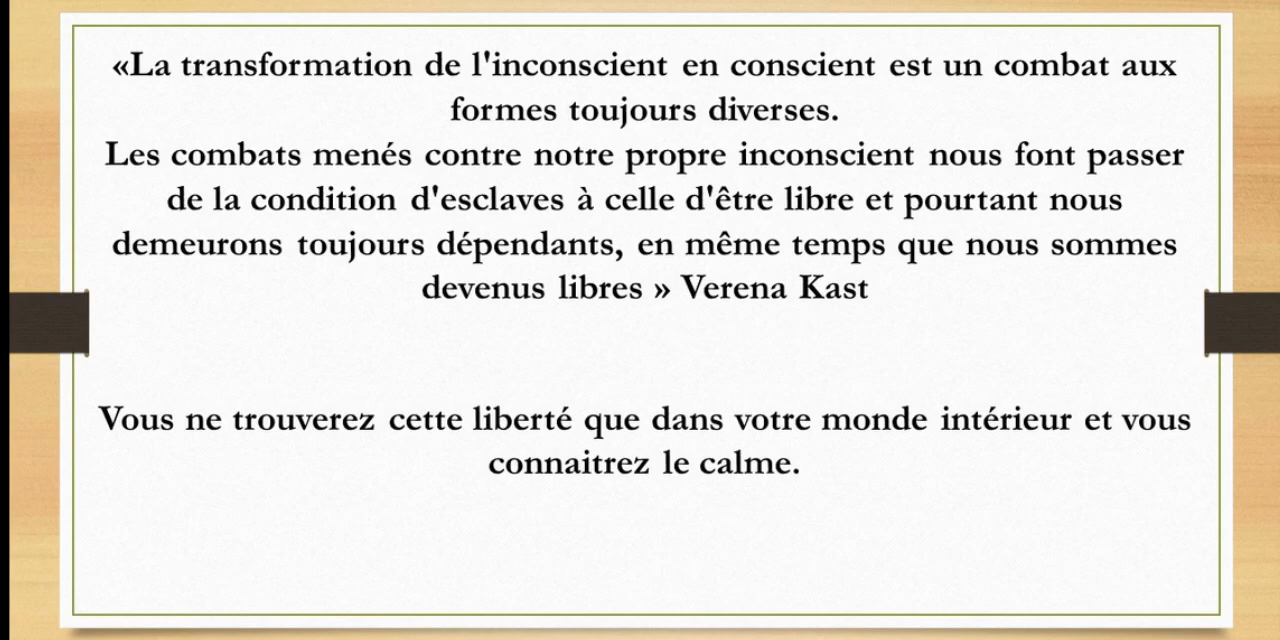 «La transformation de l'inconscient en conscient est un combat aux
formes toujours diverses.
Les combats menés contre notre propre inconscient nous font passer
de la condition d'esclaves à celle d'être libre et pourtant nous
demeurons toujours dépendants, en même temps que nous sommes
devenus libres » Verena Kast
Vous ne trouverez cette liberté que dans votre monde intérieur et vous
connaitrez le calme.